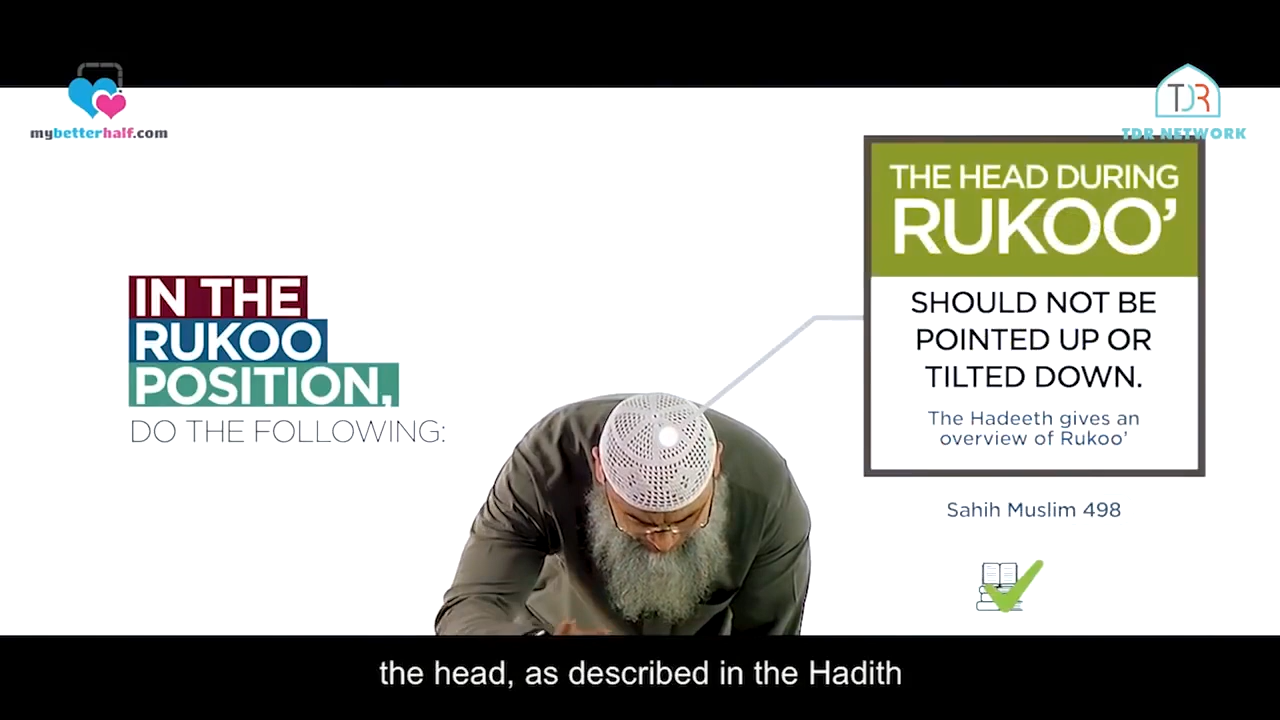 mybetterhalf.com
TDR
TDR NETWORK
THE HEAD DURING
RUKOO’
IN THE
RUKOO
POSITION,
DO THE FOLLOWING:
SHOULD NOT BE
POINTED UP OR
TILTED DOWN.
The Hadeeth gives an
overview of Rukoo’
Sahih Muslim 498
the head, as described in the Hadith